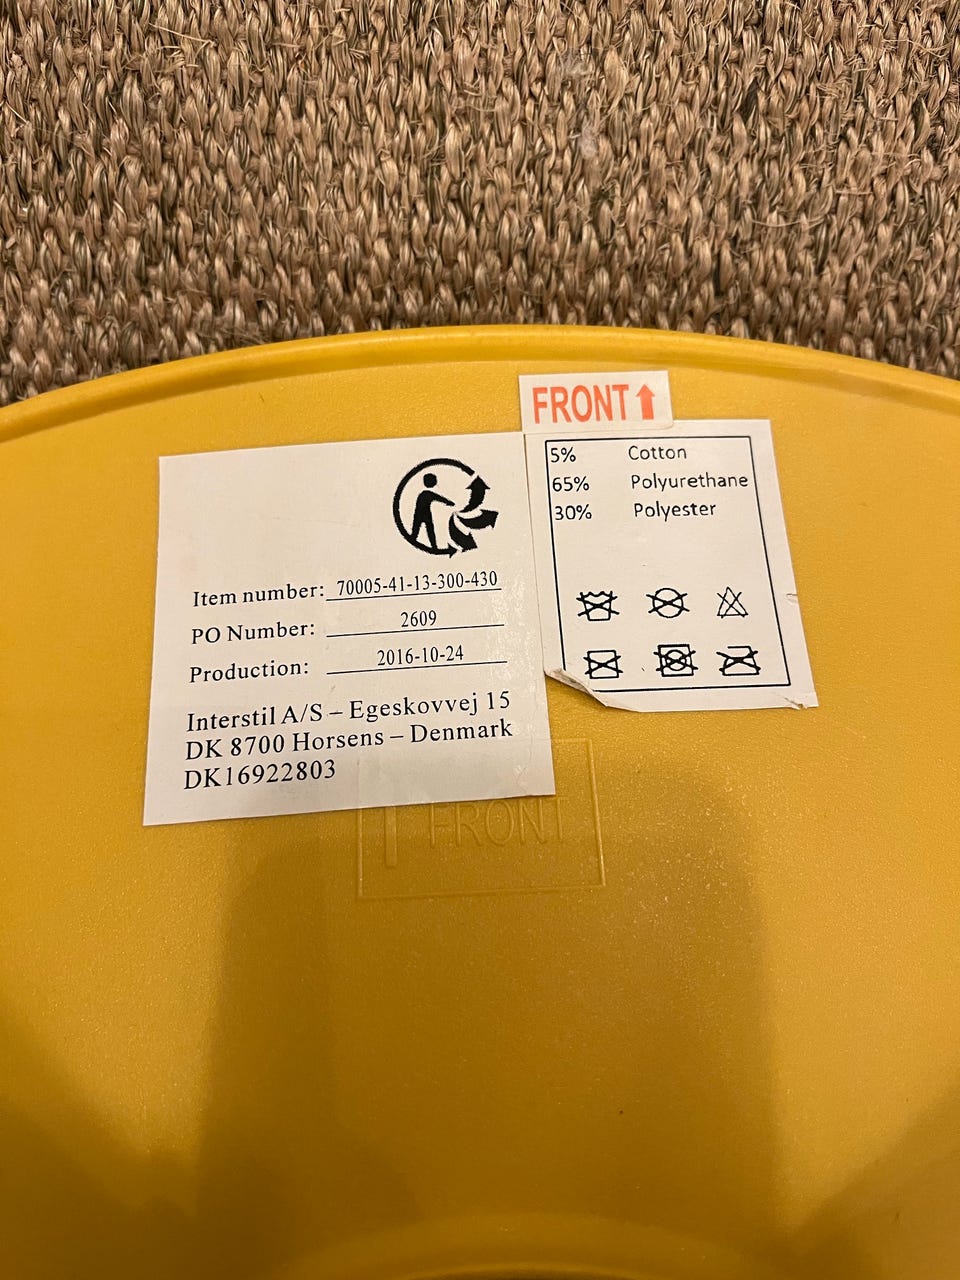 FRONT
5% Cotton
65% Polyurethane
30% Polyester
Item number: 70005-41-13-300-430
PO Number: 2609
Production: 2016-10-24
Interstil A/S – Egeskovvej 15
DK 8700 Horsens – Denmark
DK16922803
FRONT